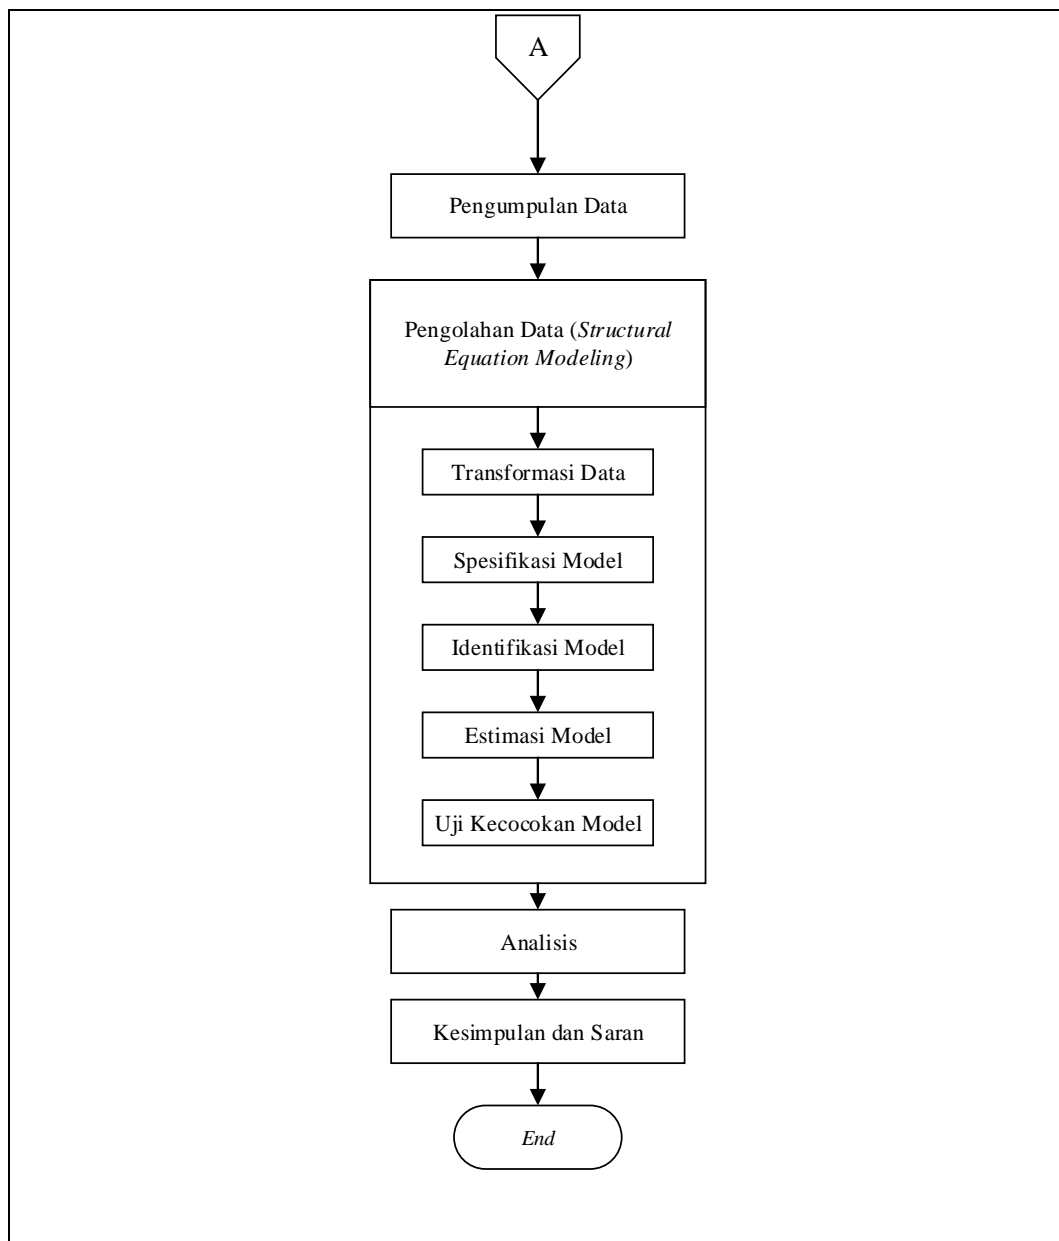 A
Pengumpulan Data
Pengolahan Data (Structural
Equation Modeling)
Transformasi Data
Spesifikasi Model
Identifikasi Model
Estimasi Model
Uji Kecocokan Model
Analisis
Kesimpulan dan Saran
End